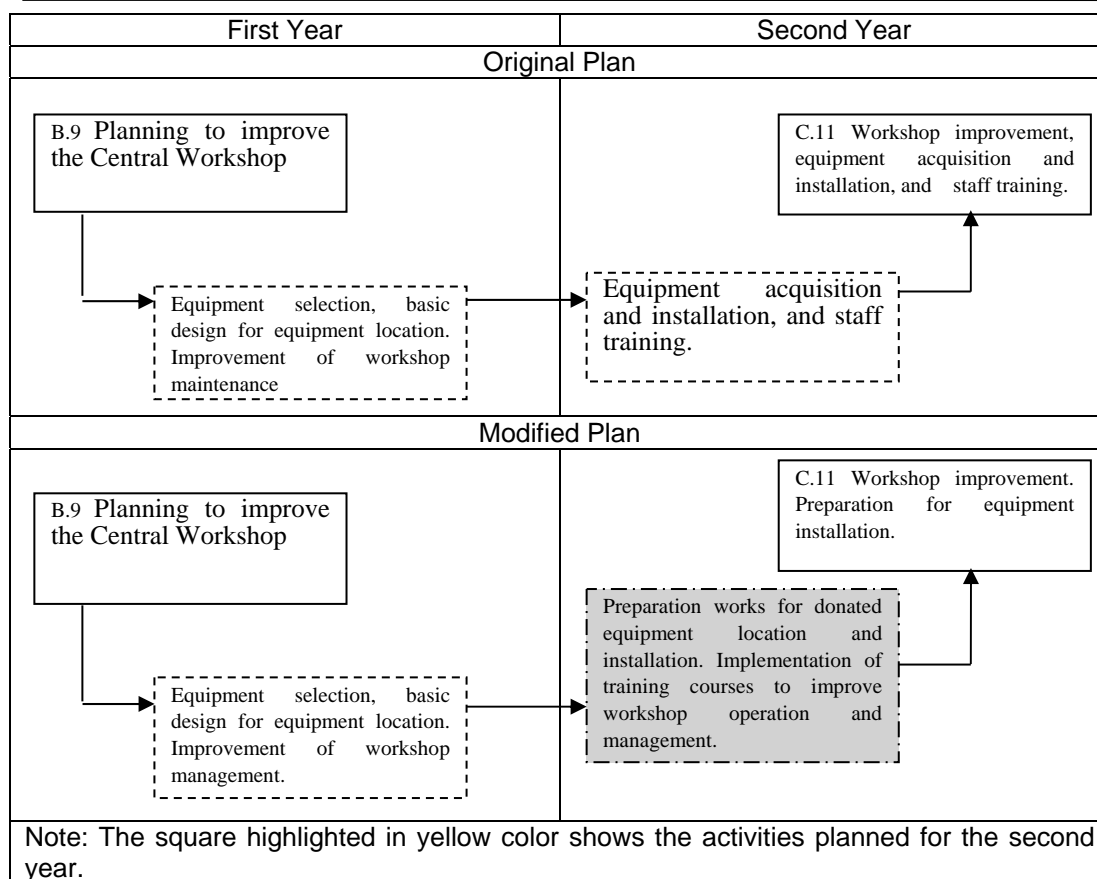 First Year
Second Year
Original Plan
B.9 Planning to improve
the Central Workshop
Equipment selection, basic
design for equipment location.
Improvement of workshop
maintenance
Equipment acquisition
and installation, and staff
training.
C.11 Workshop improvement,
equipment acquisition and
installation, and staff training.
Modified Plan
B.9 Planning to improve
the Central Workshop
Equipment selection, basic
design for equipment location.
Improvement of workshop
management.
Preparation works for donated
equipment location and
installation. Implementation of
training courses to improve
workshop operation and
management.
C.11 Workshop improvement.
Preparation for equipment
installation.
Note: The square highlighted in yellow color shows the activities planned for the second
year.